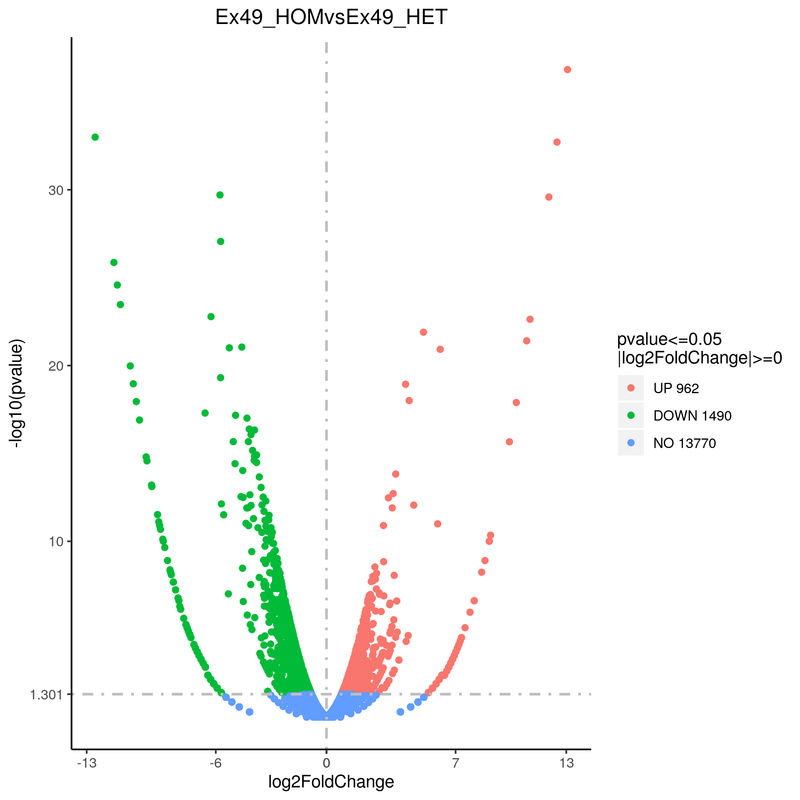 Ex49_HOMvsEx49_HET
-log10(pvalue)
30
20
10
1.301
-13
-6
0
7
13
log2FoldChange
pvalue<=0.05
|log2FoldChange|>=0
UP 962
DOWN 1490
NO 13770